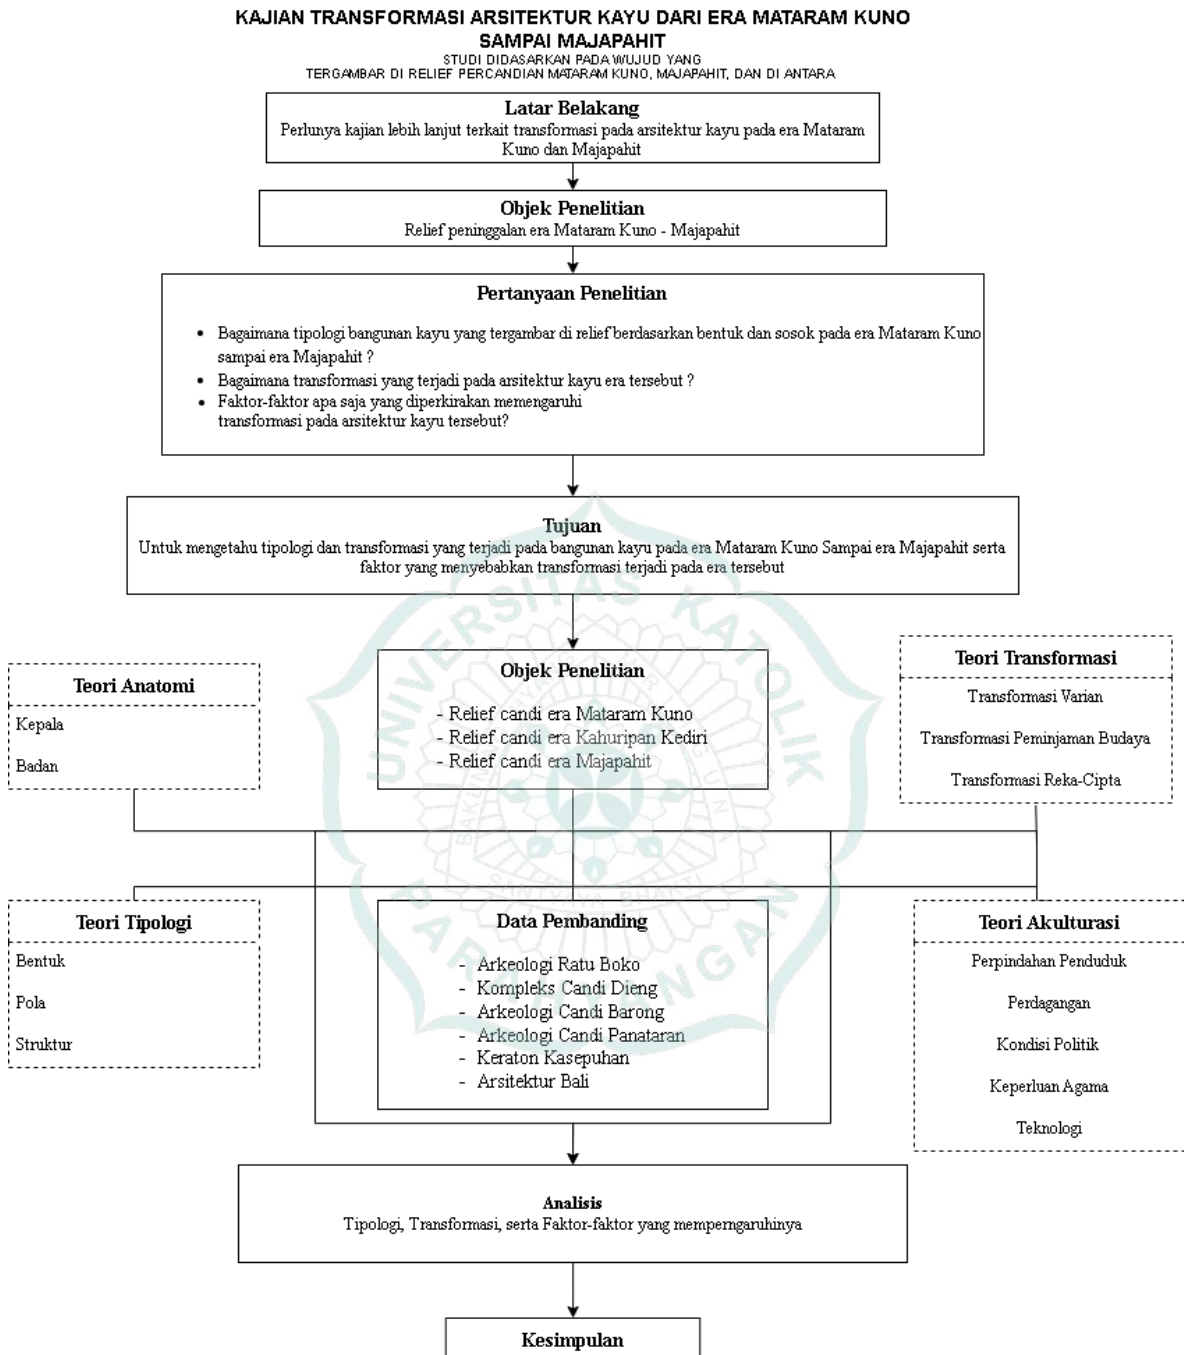 KAJIAN TRANSFORMASI ARSITEKTUR KAYU DARI ERA MATARAM KUNO
SAMPAI MAJAPAHIT
STUDI DIDASARKAN PADA WUJUD YANG
TERGAMBAR DI RELIEF PERCANDIAN MATARAM KUNO, MAJAPAHIT, DAN DI ANTARA
Latar Belakang
Perlunya kajian lebih lanjut terkait transformasi pada arsitektur kayu pada era Mataram
Kuno dan Majapahit
Objek Penelitian
Relief peninggalan era Mataram Kuno - Majapahit
Pertanyaan Penelitian
• Bagaimana tipologi bangunan kayu yang tergambar di relief berdasarkan bentuk dan sosok pada era Mataram Kuno
sampai era Majapahit ?
• Bagaimana transformasi yang terjadi pada arsitektur kayu era tersebut ?
• Faktor-faktor apa saja yang diperkirakan memengaruhi
transformasi pada arsitektur kayu tersebut?
Tujuan
Untuk mengetahu tipologi dan transformasi yang terjadi pada bangunan kayu pada era Mataram Kuno Sampai era Majapahit serta
faktor yang menyebabkan transformasi terjadi pada era tersebut
Teori Anatomi
Kepala
Badan
Objek Penelitian
- Relief candi era Mataram Kuno
- Relief candi era Kahuripan Kediri
- Relief candi era Majapahit
Teori Transformasi
Transformasi Varian
Transformasi Peminjaman Budaya
Transformasi Reka-Cipta
Teori Tipologi
Bentuk
Pola
Struktur
Data Pembanding
- Arkeologi Ratu Boko
- Kompleks Candi Dieng
- Arkeologi Candi Barong
- Arkeologi Candi Panataran
- Keraton Kasepuhan
- Arsitektur Bali
Teori Akulturasi
Perpindahan Penduduk
Perdagangan
Kondisi Politik
Keperluan Agama
Teknologi
Analisis
Tipologi, Transformasi, serta Faktor-faktor yang memperngaruhinya
Kesimpulan
UNIVERSITAS KATOLIK
PARAHYANGAN
SANTYAYA BHAKTI